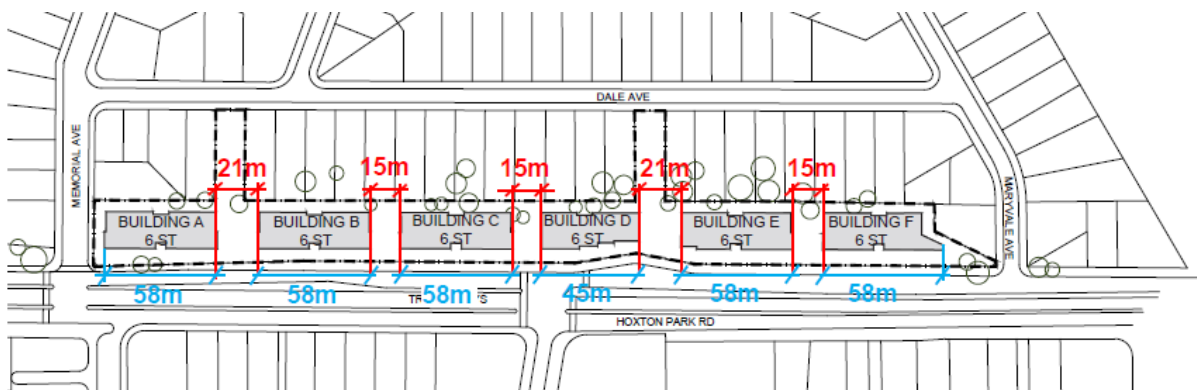 DALE AVE
MEMORIAL AVE
21m
15m
15m
21m
15m
MARYVALE AVE
BUILDING A
6 ST
BUILDING B
6 ST
BUILDING C
6 ST
BUILDING D
6 ST
BUILDING E
6 ST
BUILDING F
6 ST
58m
58m
58m
45m
58m
58m
HOXTON PARK RD